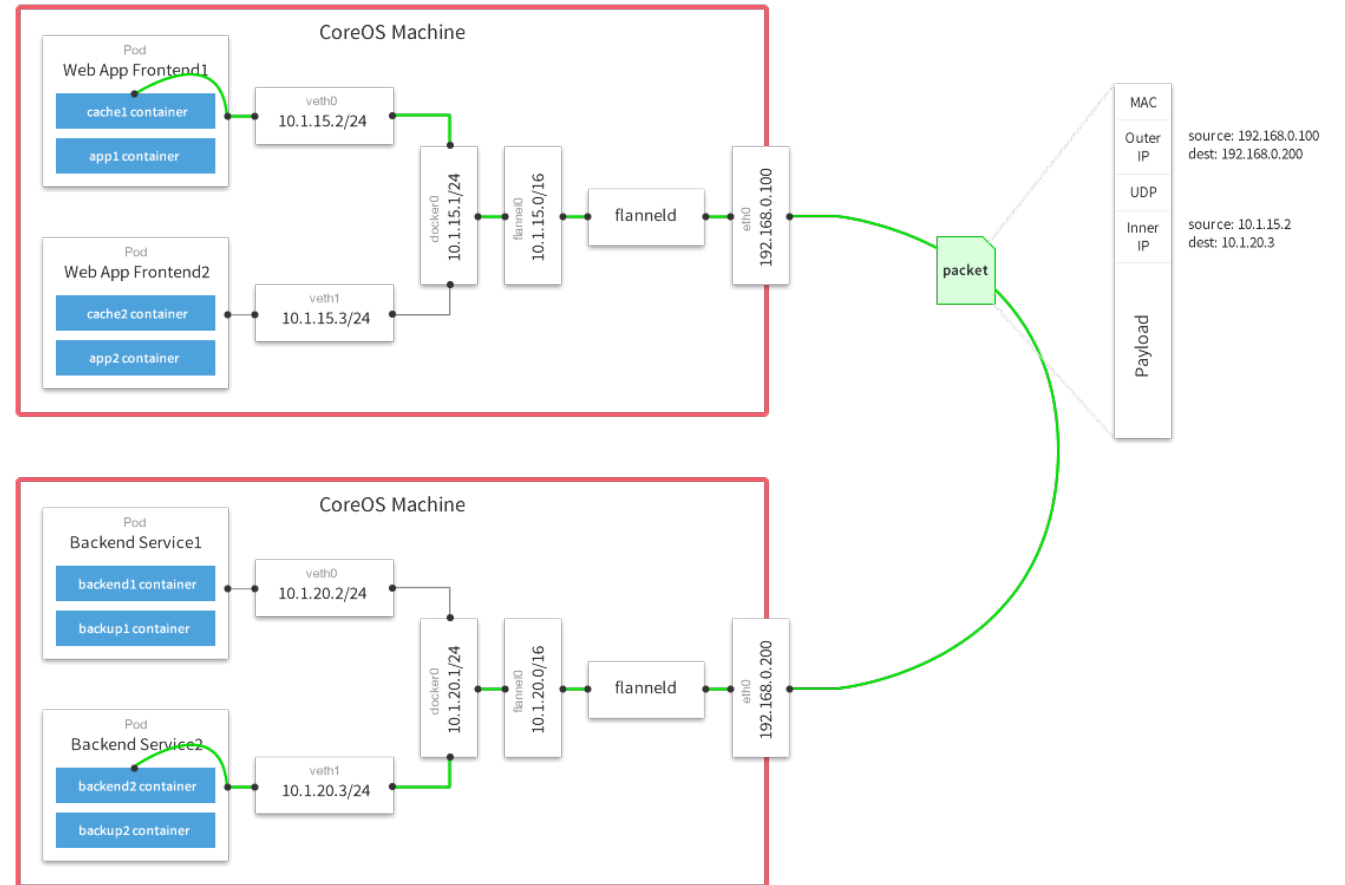 CoreOS Machine
Pod
Web App Frontend1
cache1 container
app1 container
veth0
10.1.15.2/24
Pod
Web App Frontend2
cache2 container
app2 container
veth1
10.1.15.3/24
docker0
10.1.15.1/24
flannel0
10.1.15.0/16
flanneld
eth0
192.168.0.100
packet
MAC
Outer
IP
source: 192.168.0.100
dest: 192.168.0.200
UDP
Inner
IP
source: 10.1.15.2
dest: 10.1.20.3
Payload
CoreOS Machine
Pod
Backend Service1
backend1 container
backup1 container
veth0
10.1.20.2/24
Pod
Backend Service2
backend2 container
backup2 container
veth1
10.1.20.3/24
docker0
10.1.20.1/24
flannel0
10.1.20.0/16
flanneld
eth0
192.168.0.200